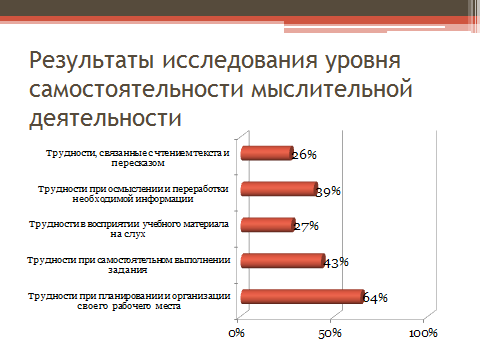 Результаты исследования уровня
самостоятельности мыслительной
деятельности
Трудности, связанные с чтением текста и
пересказом
26%
Трудности при осмыслении и переработки
необходимой информации
39%
Трудности в восприятии учебного материала
на слух
27%
Трудности при самостоятельном выполнении
задания
43%
Трудности при планировании и организации
своего рабочего места
64%
0%
50%
100%